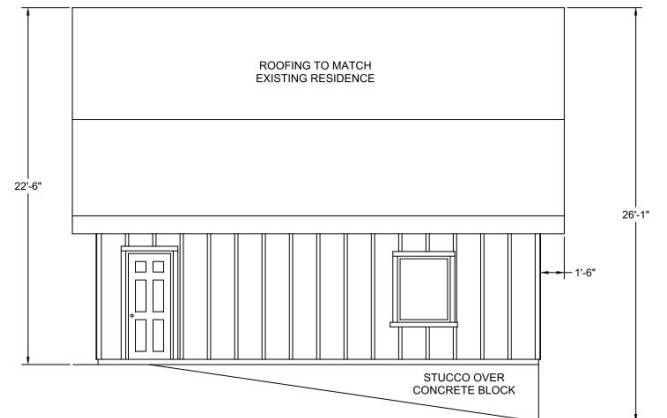 ROOFING TO MATCH
EXISTING RESIDENCE
22'-6"
26'-1"
1'-6"
STUCCO OVER
CONCRETE BLOCK